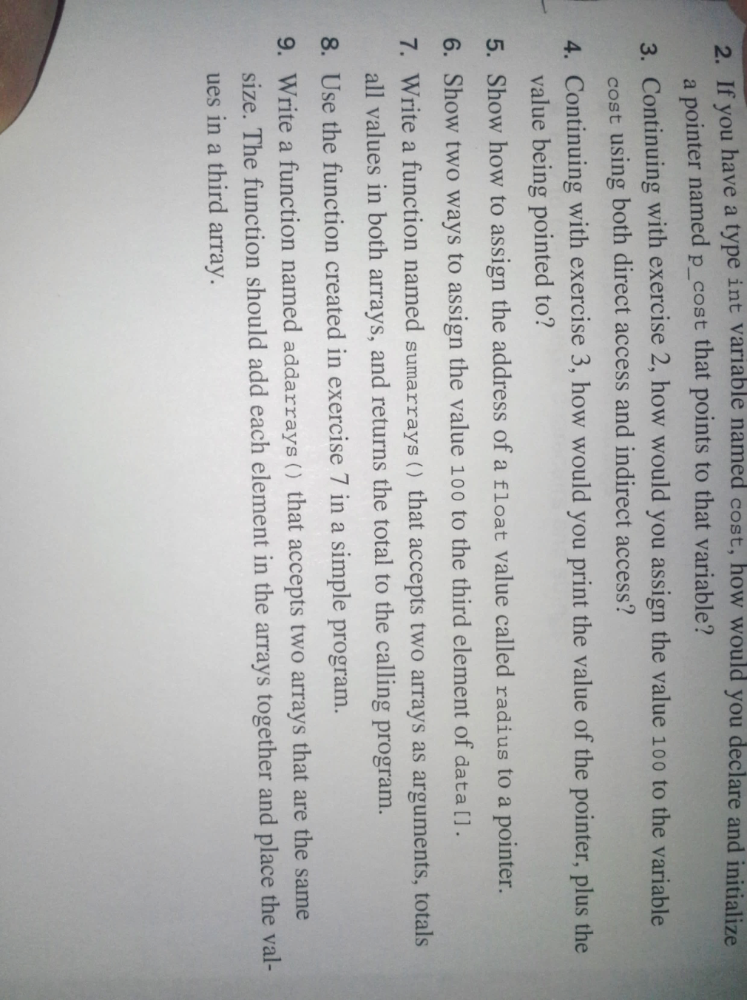 2. If you have a type int variable named cost, how would you declare and initialize
a pointer named p_cost that points to that variable?
3. Continuing with exercise 2, how would you assign the value 100 to the variable
cost using both direct access and indirect access?
4. Continuing with exercise 3, how would you print the value of the pointer, plus the
value being pointed to?
5. Show how to assign the address of a float value called radius to a pointer.
6. Show two ways to assign the value 100 to the third element of data[].
7. Write a function named sumarrays() that accepts two arrays as arguments, totals
all values in both arrays, and returns the total to the calling program.
8. Use the function created in exercise 7 in a simple program.
9. Write a function named addarrays() that accepts two arrays that are the same
size. The function should add each element in the arrays together and place the val-
ues in a third array.